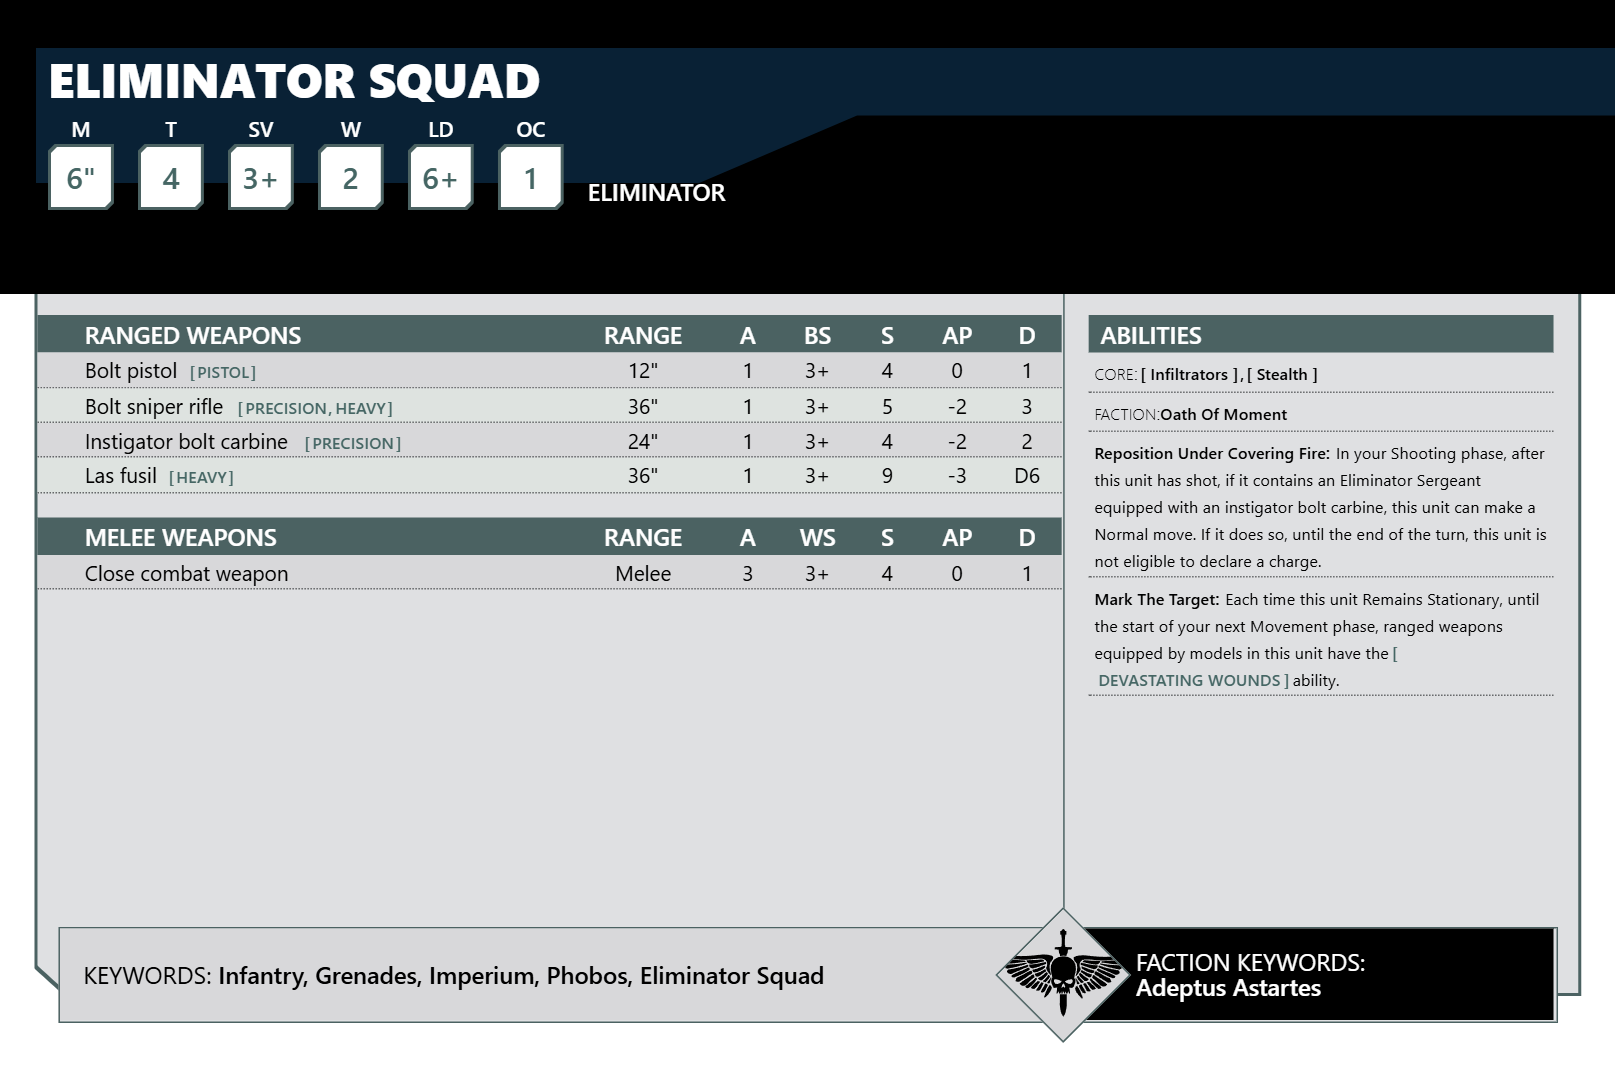 ELIMINATOR SQUAD
M T SV W LD OC
6" 4 3+ 2 6+ 1 ELIMINATOR
RANGED WEAPONS RANGE A BS S AP D
Bolt pistol [PISTOL] 12" 1 3+ 4 0 1
Bolt sniper rifle [PRECISION, HEAVY] 36" 1 3+ 5 -2 3
Instigator bolt carbine [PRECISION] 24" 1 3+ 4 -2 2
Las fusil [HEAVY] 36" 1 3+ 9 -3 D6
MELEE WEAPONS RANGE A WS S AP D
Close combat weapon Melee 3 3+ 4 0 1
ABILITIES
CORE: [ Infiltrators ], [ Stealth ]
FACTION:Oath Of Moment
Reposition Under Covering Fire: In your Shooting phase, after
this unit has shot, if it contains an Eliminator Sergeant
equipped with an instigator bolt carbine, this unit can make a
Normal move. If it does so, until the end of the turn, this unit is
not eligible to declare a charge.
Mark The Target: Each time this unit Remains Stationary, until
the start of your next Movement phase, ranged weapons
equipped by models in this unit have the [
DEVASTATING WOUNDS ] ability.
KEYWORDS: Infantry, Grenades, Imperium, Phobos, Eliminator Squad
FACTION KEYWORDS:
Adeptus Astartes